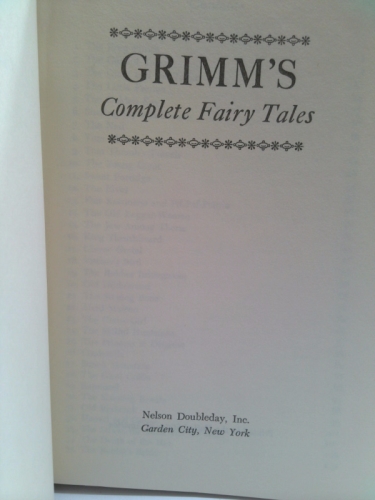 GRIMM'S
Complete Fairy Tales
Nelson Doubleday, Inc.
Garden City, New York